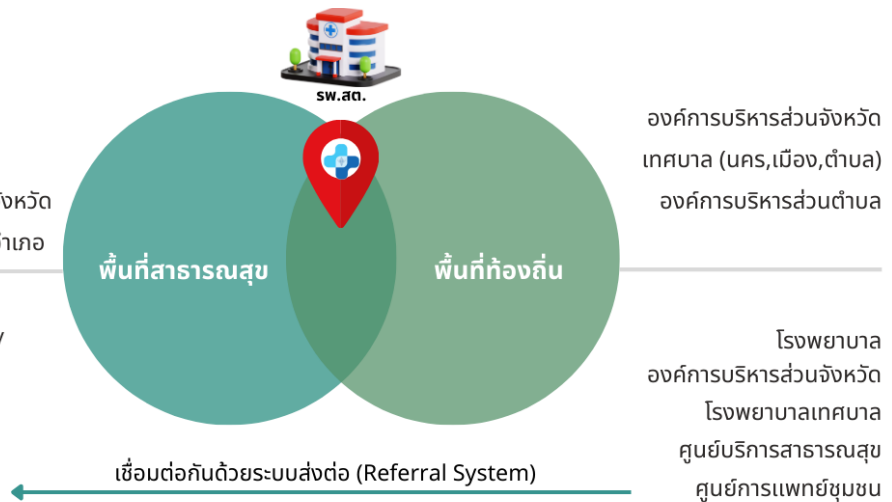 รพ.สต.
องค์การบริหารส่วนจังหวัด
เทศบาล (นคร,เมือง,ตำบล)
องค์การบริหารส่วนตำบล
พื้นที่สาธารณสุข
พื้นที่ท้องถิ่น
โรงพยาบาล
องค์การบริหารส่วนจังหวัด
โรงพยาบาลเทศบาล
ศูนย์บริการสาธารณสุข
ศูนย์การแพทย์ชุมชน
เชื่อมต่อกันด้วยระบบส่งต่อ (Referral System)